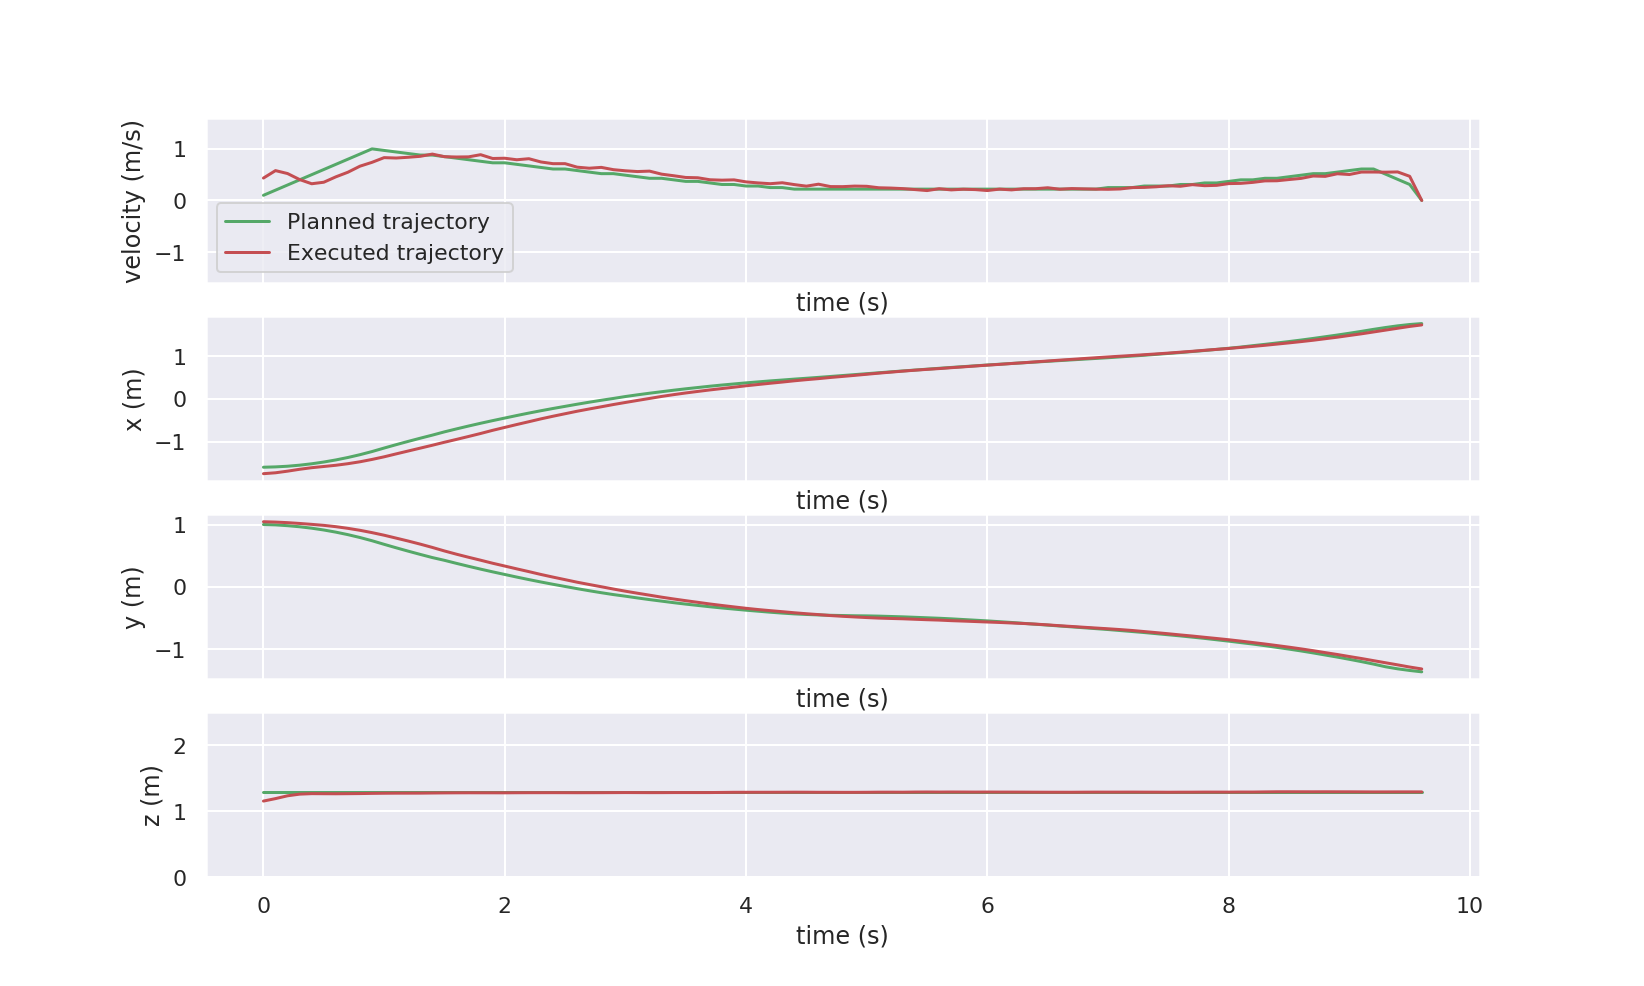 velocity (m/s)
1
0
−1
Planned trajectory
Executed trajectory
time (s)
x (m)
1
0
−1
time (s)
y (m)
1
0
−1
time (s)
z (m)
2
1
0
0 2 4 6 8 10
time (s)